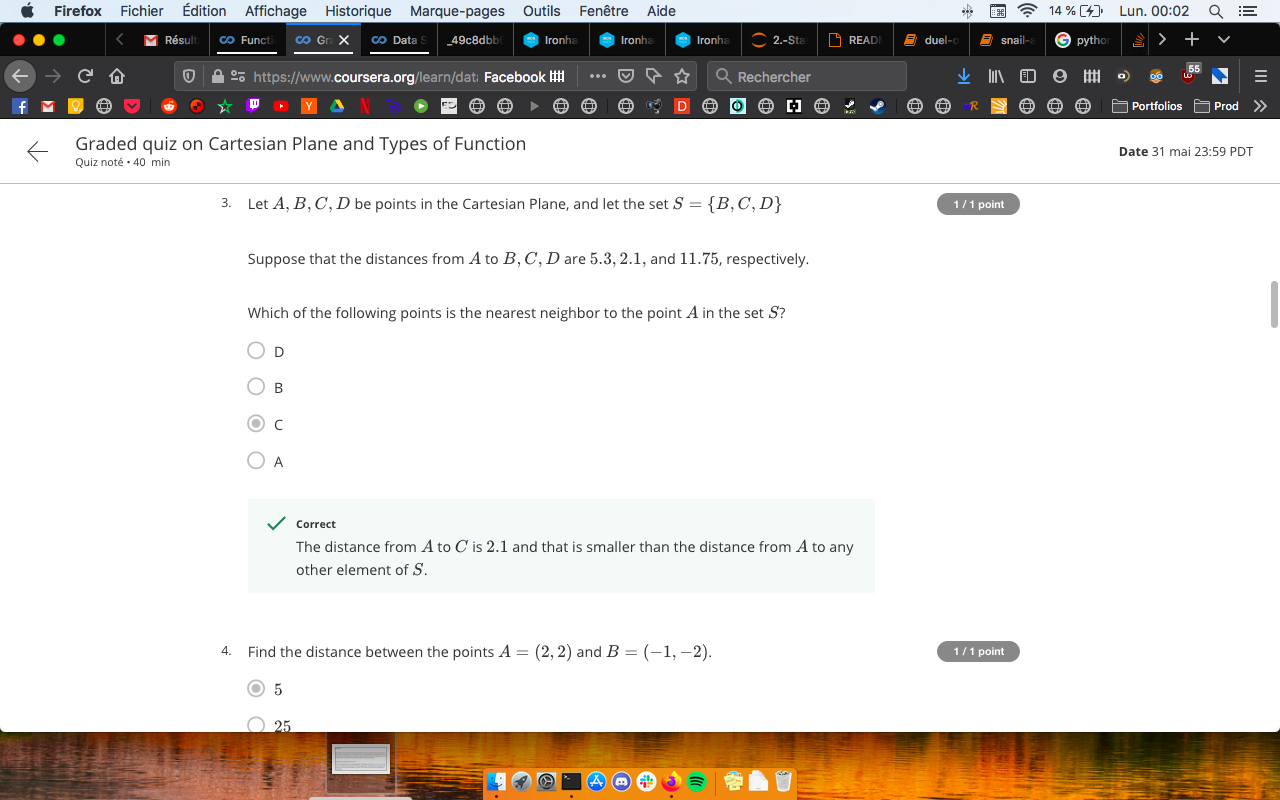 Firefox Fichier Édition Affichage Historique Marque-pages Outils Fenêtre Aide 14 % Lun. 00:02
Résult Functi Gra Data S _49c8dbb Ironha Ironha Ironha 2.-Sta READ duel-o snail-a pytho
https://www.coursera.org/learn/dat Facebook Rechercher 55
Portfolios Prod
Graded quiz on Cartesian Plane and Types of Function
Quiz noté • 40 min
Date 31 mai 23:59 PDT
3. Let A, B, C, D be points in the Cartesian Plane, and let the set S = {B, C, D}
1 / 1 point
Suppose that the distances from A to B, C, D are 5.3, 2.1, and 11.75, respectively.
Which of the following points is the nearest neighbor to the point A in the set S?
D
B
C
A
Correct
The distance from A to C is 2.1 and that is smaller than the distance from A to any
other element of S.
4. Find the distance between the points A = (2, 2) and B = (−1, −2).
1 / 1 point
5
25